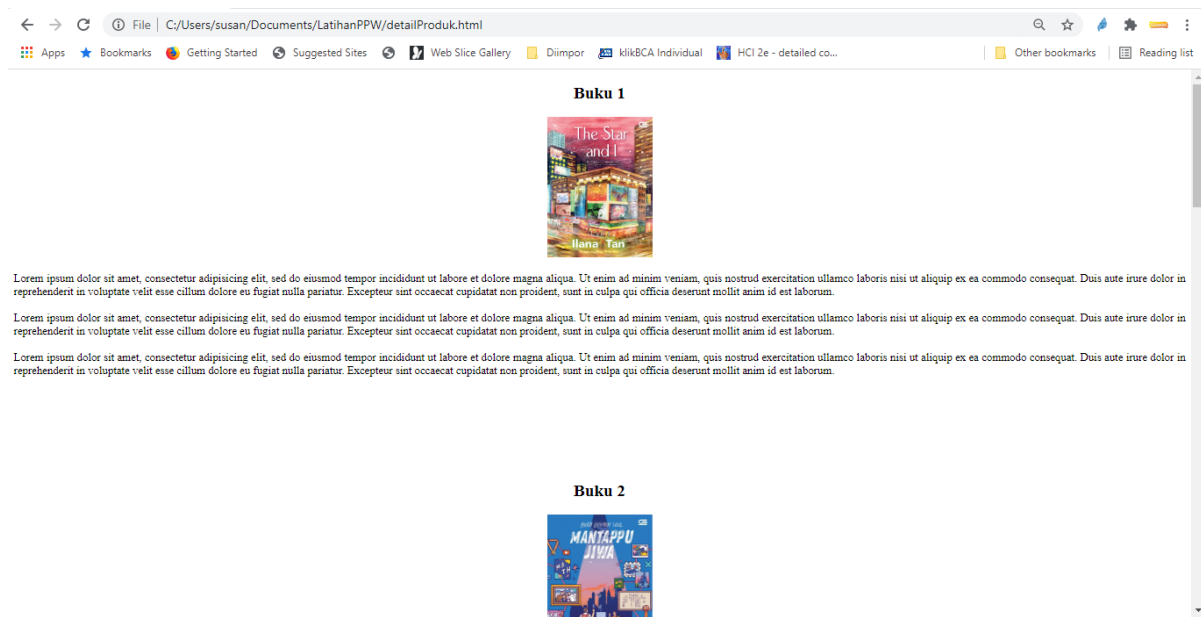 File C:/Users/susan/Documents/LatihanPPW/detailProduk.html
Apps Bookmarks Getting Started Suggested Sites Web Slice Gallery Diimpor klikBCA Individual HCI 2e - detailed co... Other bookmarks Reading list
Buku 1
The Star
and I
Ilana Tan
Lorem ipsum dolor sit amet, consectetur adipisicing elit, sed do eiusmod tempor incididunt ut labore et dolore magna aliqua. Ut enim ad minim veniam, quis nostrud exercitation ullamco laboris nisi ut aliquip ex ea commodo consequat. Duis aute irure dolor in
reprehenderit in voluptate velit esse cillum dolore eu fugiat nulla pariatur. Excepteur sint occaecat cupidatat non proident, sunt in culpa qui officia deserunt mollit anim id est laborum.
Lorem ipsum dolor sit amet, consectetur adipisicing elit, sed do eiusmod tempor incididunt ut labore et dolore magna aliqua. Ut enim ad minim veniam, quis nostrud exercitation ullamco laboris nisi ut aliquip ex ea commodo consequat. Duis aute irure dolor in
reprehenderit in voluptate velit esse cillum dolore eu fugiat nulla pariatur. Excepteur sint occaecat cupidatat non proident, sunt in culpa qui officia deserunt mollit anim id est laborum.
Lorem ipsum dolor sit amet, consectetur adipisicing elit, sed do eiusmod tempor incididunt ut labore et dolore magna aliqua. Ut enim ad minim veniam, quis nostrud exercitation ullamco laboris nisi ut aliquip ex ea commodo consequat. Duis aute irure dolor in
reprehenderit in voluptate velit esse cillum dolore eu fugiat nulla pariatur. Excepteur sint occaecat cupidatat non proident, sunt in culpa qui officia deserunt mollit anim id est laborum.
Buku 2
MANTAPPU
JIWA
MATH